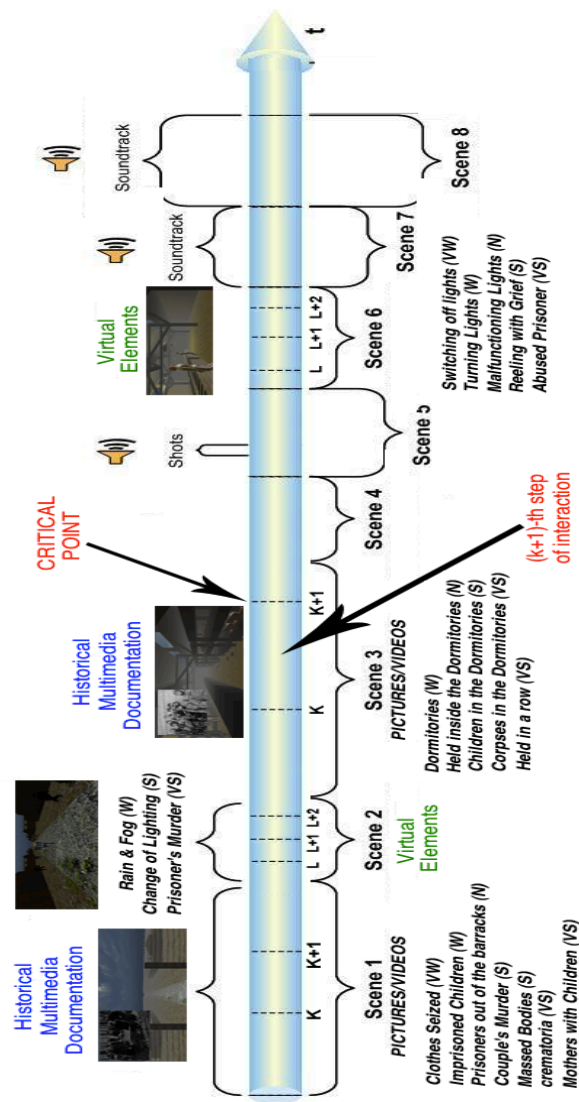 Historical
Multimedia
Documentation
Rain & Fog (W)
Change of Lighting (S)
Prisoner's Murder (VS)
Historical
Multimedia
Documentation
CRITICAL
POINT
Shots
Virtual
Elements
Soundtrack
Soundtrack
K
K+1
L
L+1
L+2
K
K+1
L
L+1
L+2
t
Scene 1
PICTURES/VIDEOS
Clothes Seized (VW)
Imprisoned Children (W)
Prisoners out of the barracks (N)
Couple's Murder (S)
Massed Bodies (S)
crematoria (VS)
Mothers with Children (VS)
Scene 2
Virtual
Elements
Scene 3
PICTURES/VIDEOS
Dormitories (W)
Held inside the Dormitories (N)
Children in the Dormitories (S)
Corpses in the Dormitories (VS)
Held in a row (VS)
Scene 4
(k+1)-th step
of interaction
Scene 5
Scene 6
Switching off lights (VW)
Turning Lights (W)
Malfunctioning Lights (N)
Reeling with Grief (S)
Abused Prisoner (VS)
Scene 7
Scene 8